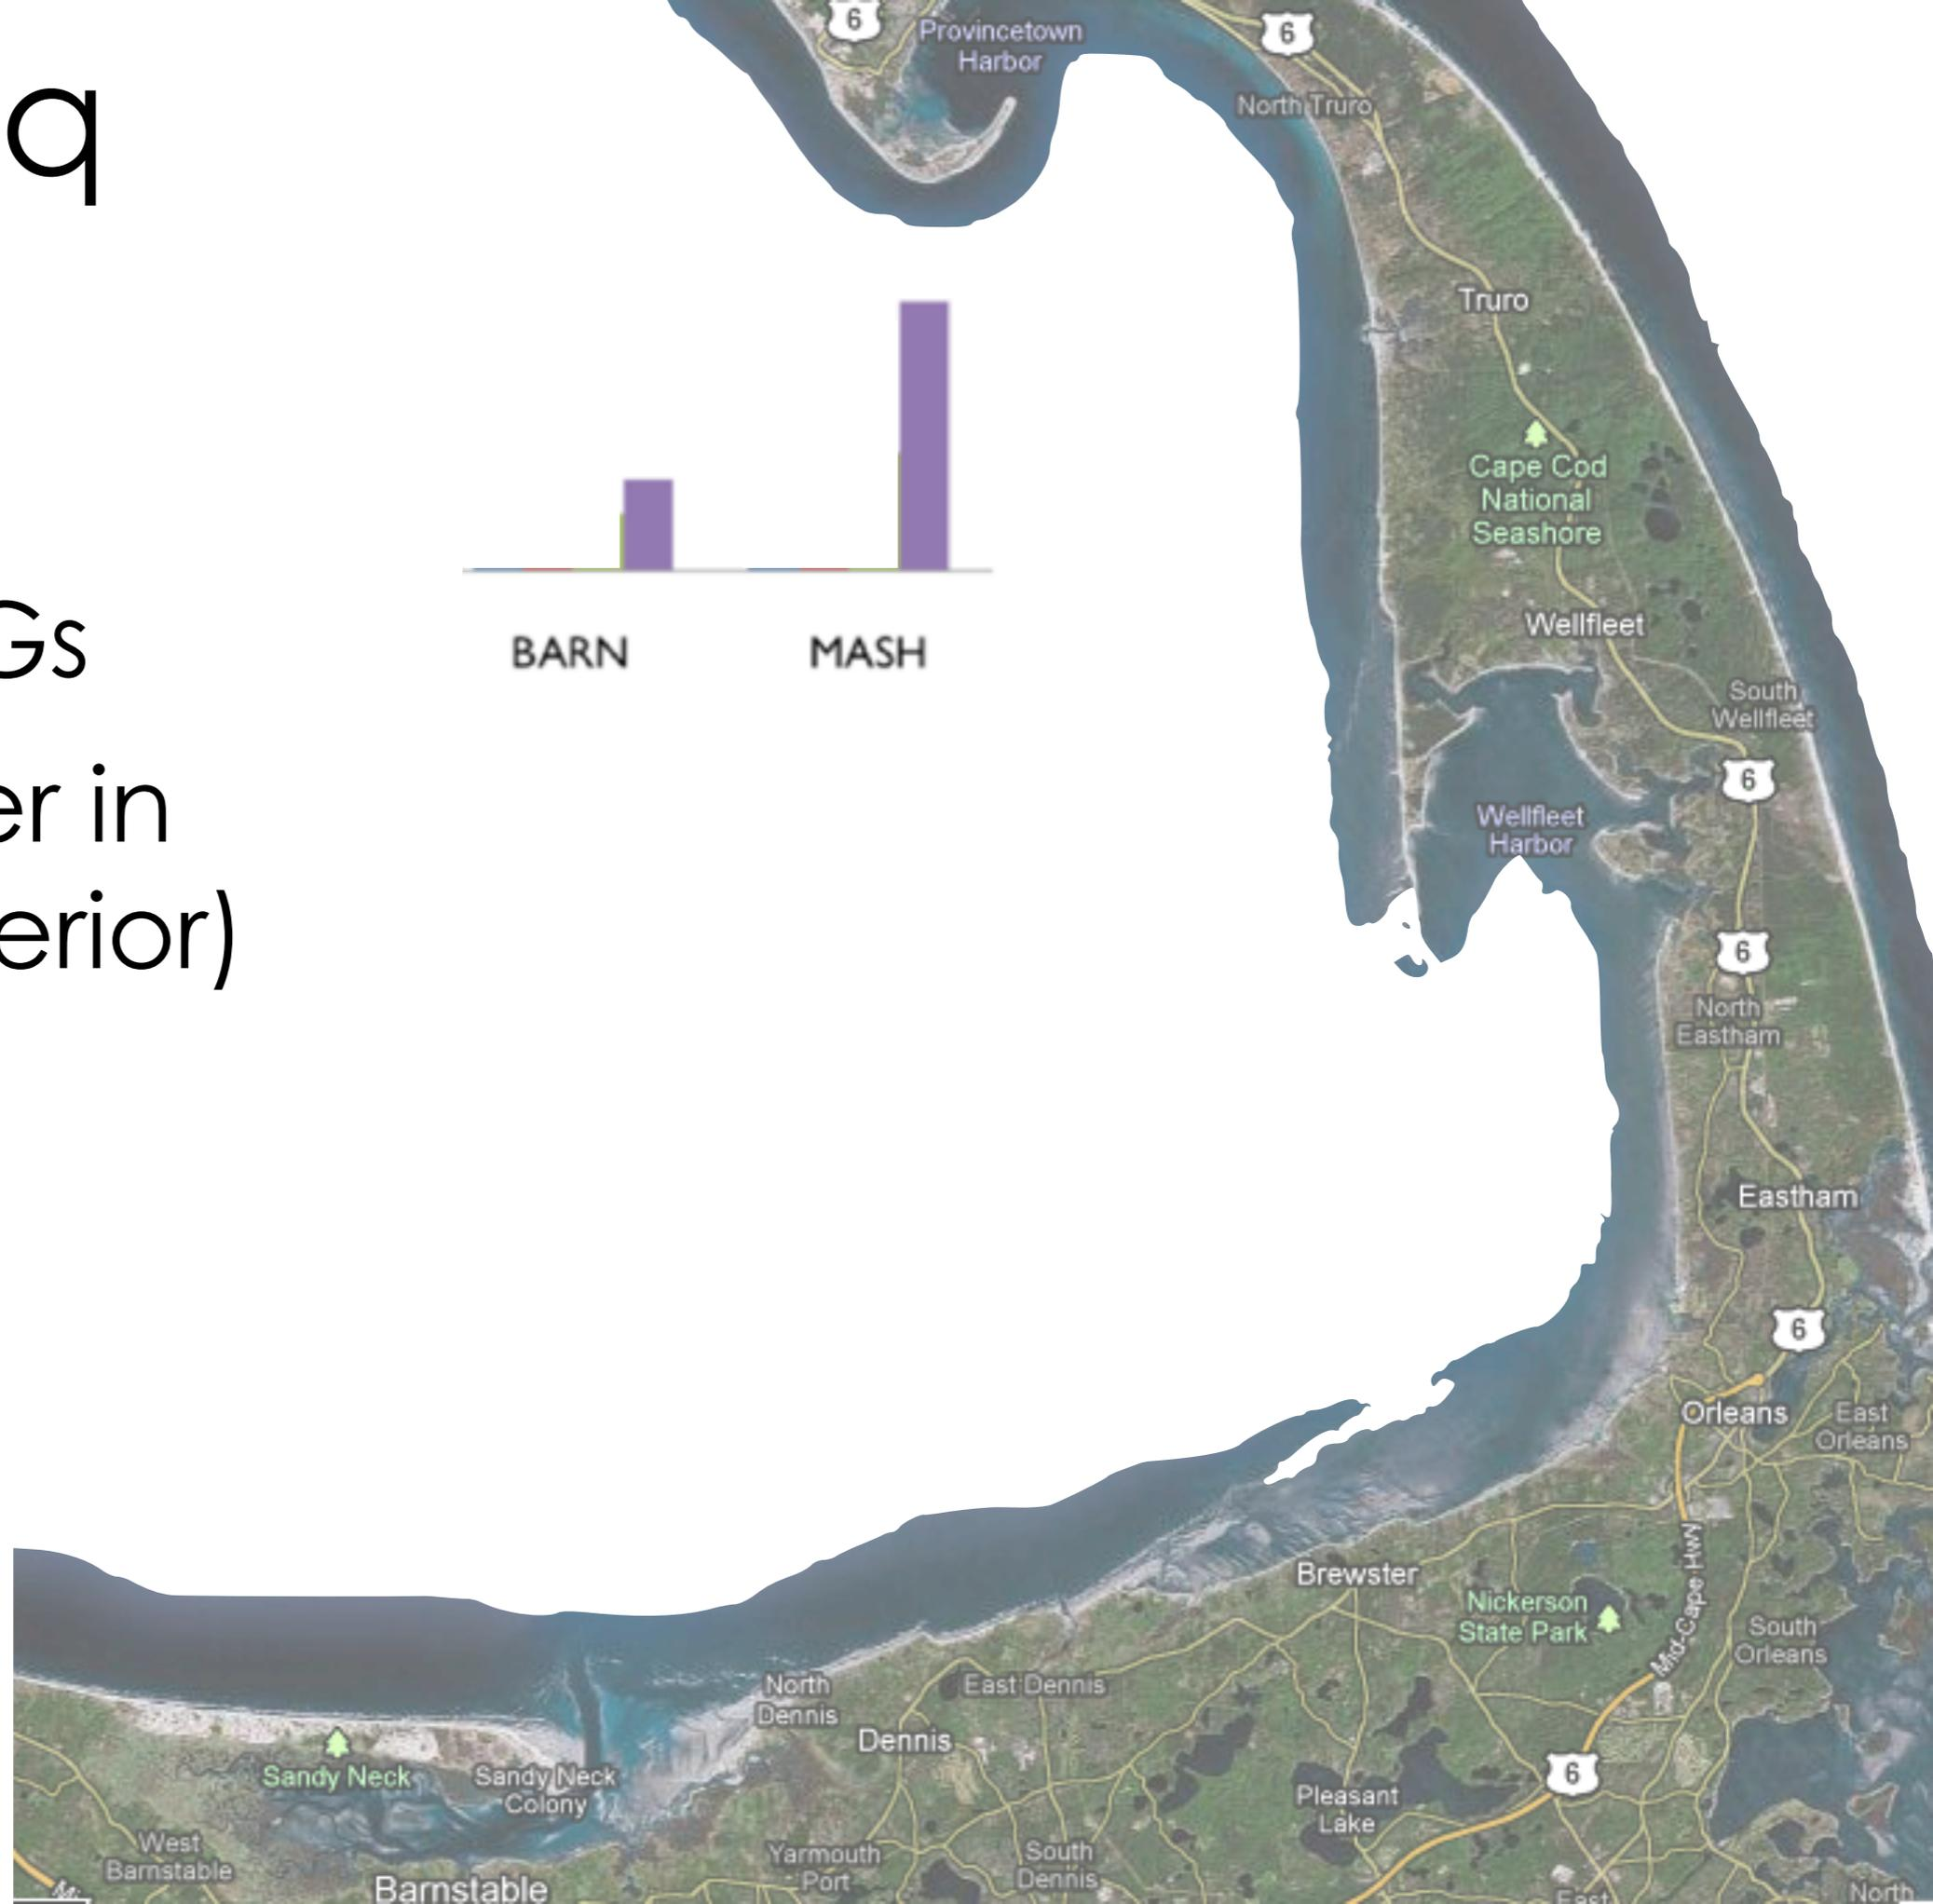 q
Gs
er in
erior)
BARN
MASH
6
Provincetown
Harbor
6
North Truro
Truro
Cape Cod
National
Seashore
Wellfleet
South
Wellfleet
6
Wellfleet
Harbor
6
North
Eastham
Eastham
6
Orleans
East
Orleans
Brewster
Nickerson
State Park
Mid-Cape Hwy
South
Orleans
North
Dennis
East Dennis
Dennis
Sandy Neck
Sandy Neck
Colony
6
Pleasant
Lake
West
Barnstable
Yarmouth
Port
South
Dennis
Barnstable
East
North